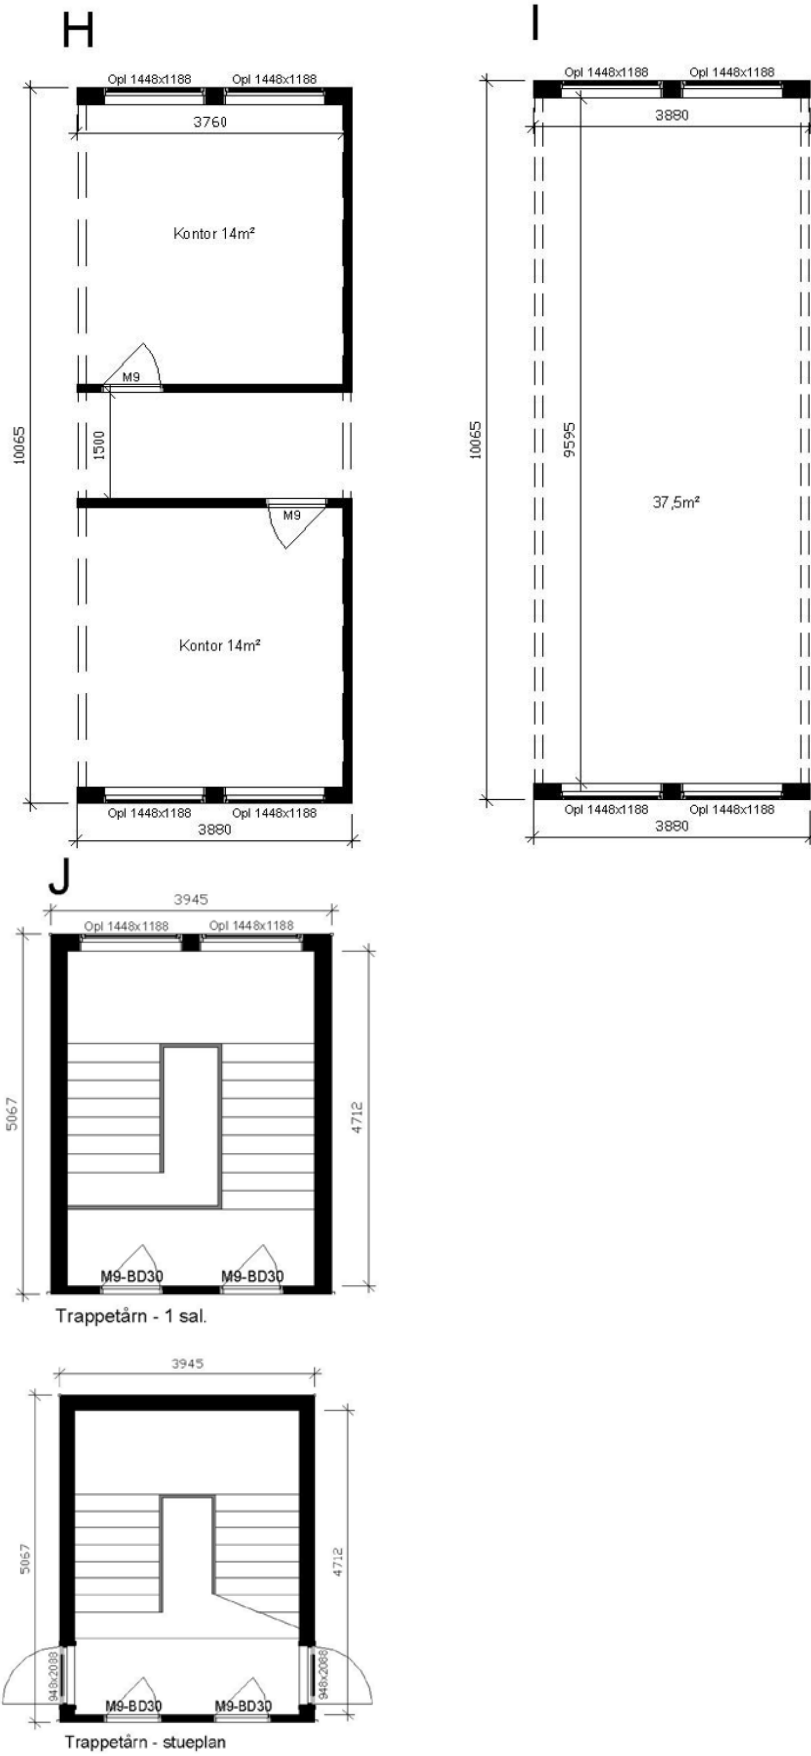 H
Opl 1448x1188 Opl 1448x1188
3760
Kontor 14m²
M9
10065
1500
M9
Kontor 14m²
Opl 1448x1188 Opl 1448x1188
3880
I
Opl 1448x1188 Opl 1448x1188
3880
10065
9595
37,5m²
Opl 1448x1188 Opl 1448x1188
3880
J
3945
Opl 1448x1188 Opl 1448x1188
5067
4712
M9-BD30 M9-BD30
Trappetårn - 1 sal.
3945
5067
4712
948x2088 948x2088
M9-BD30 M9-BD30
Trappetårn - stueplan